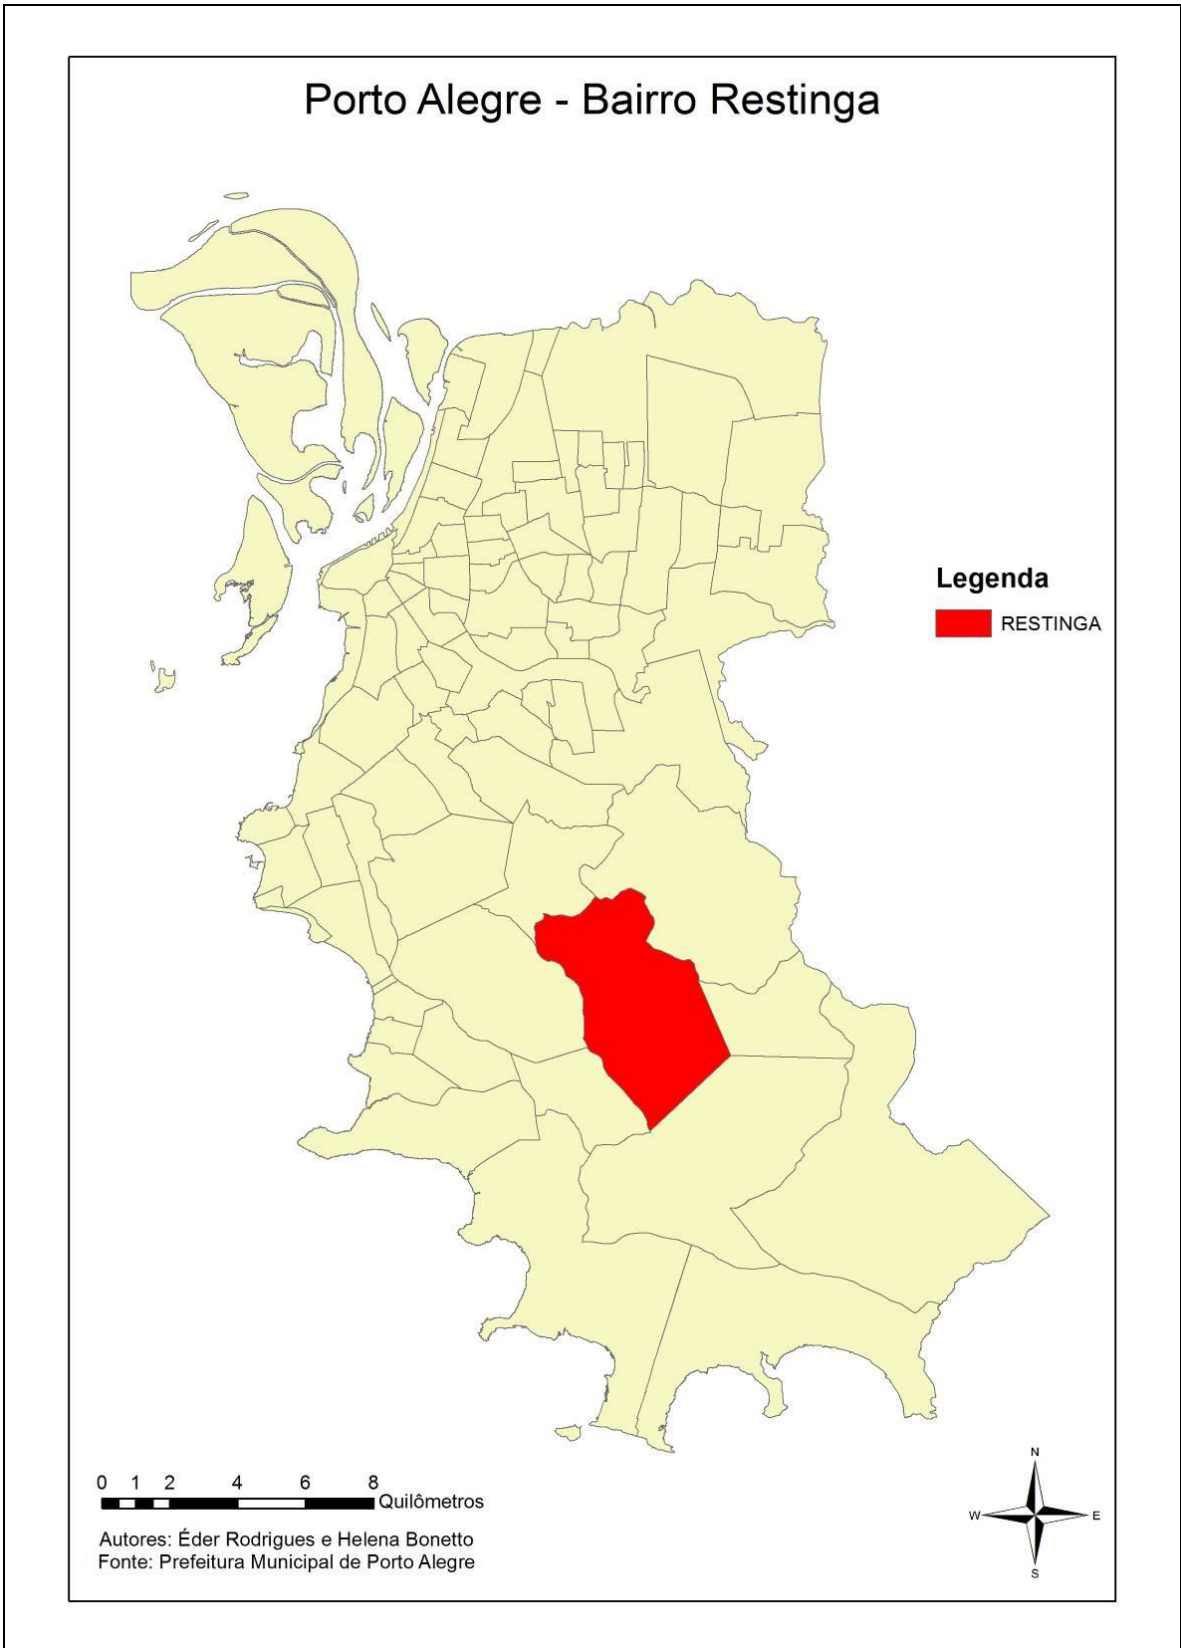 Porto Alegre - Bairro Restinga
Legenda
RESTINGA
0 1 2 4 6 8
Quilômetros
Autores: Éder Rodrigues e Helena Bonetto
Fonte: Prefeitura Municipal de Porto Alegre
N
W E
S